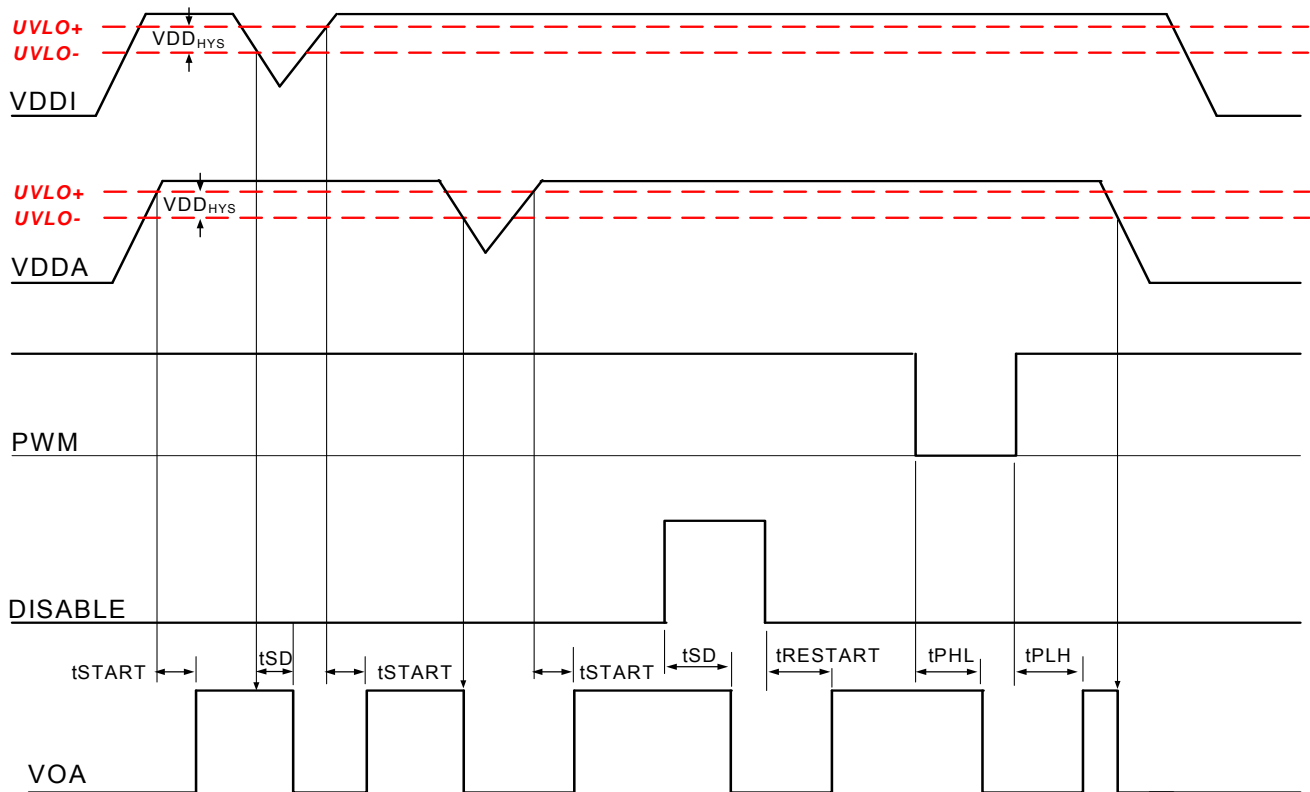 UVLO+
VDDHYS
UVLO-
VDDI
UVLO+
VDDHYS
UVLO-
VDDA
PWM
DISABLE
tSTART
tSD
tSTART
tSTART
tSD
tRESTART
tPHL
tPLH
VOA